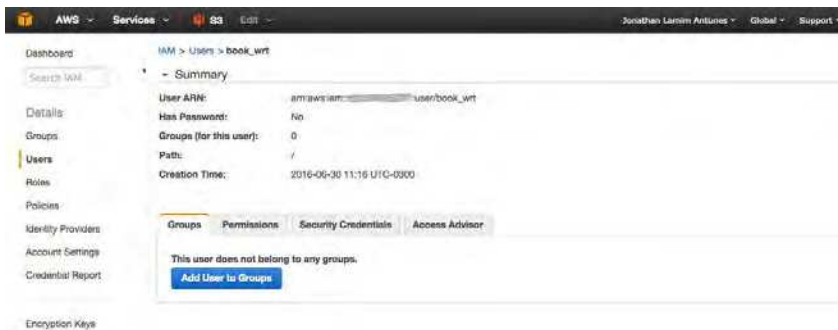 AWS Services S3 Edit Jonathan Lamim Antunes Global Support
Dashboard
Search IAM
Details
Groups
Users
Roles
Policies
Identity Providers
Account Settings
Credential Report
Encryption Keys
IAM > Users > book_wrt
Summary
User ARN: arn:aws:iam: user/book_wrt
Has Password: No
Groups (for this user): 0
Path: /
Creation Time: 2016-06-30 11:16 UTC-0300
Groups Permissions Security Credentials Access Advisor
This user does not belong to any groups.
Add User to Groups